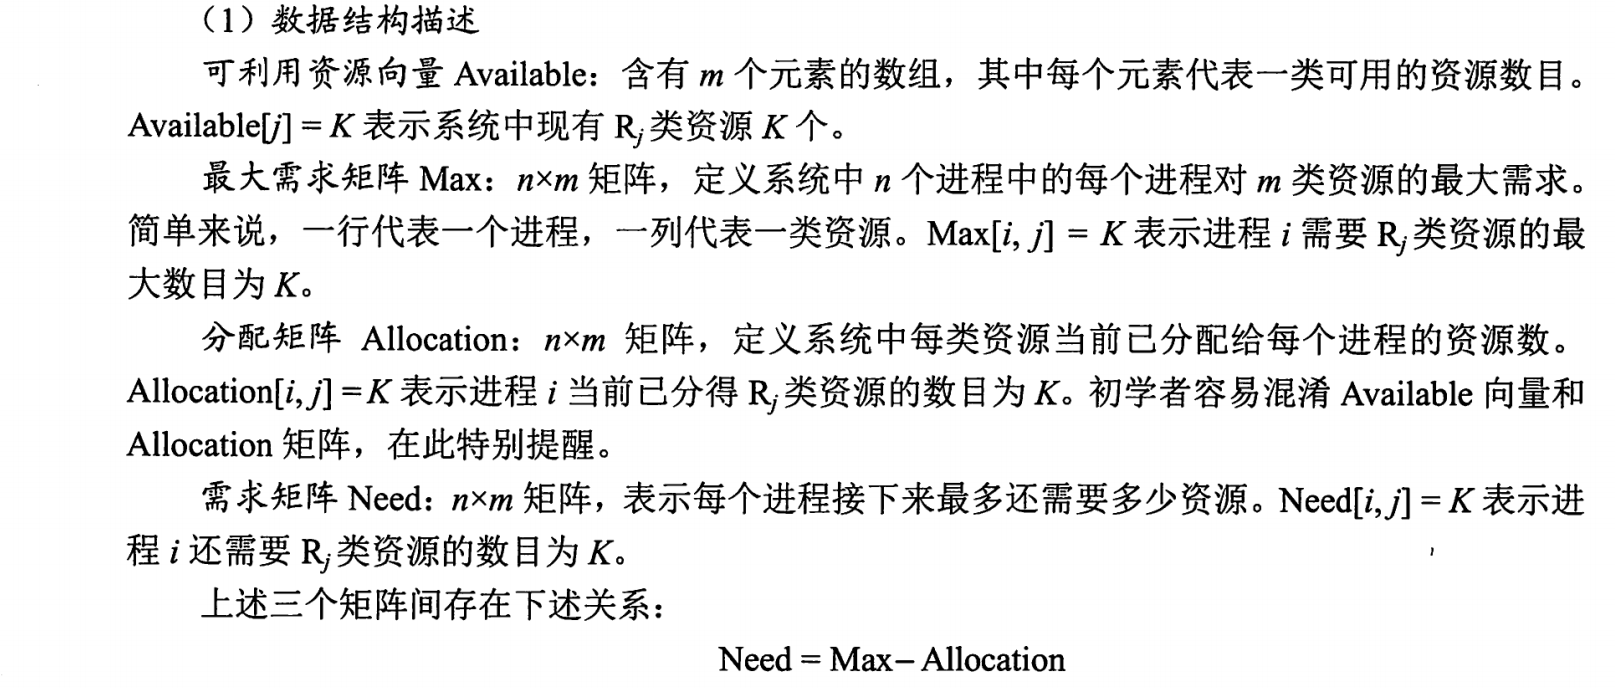 （1）数据结构描述
可利用资源向量 Available：含有 m 个元素的数组，其中每个元素代表一类可用的资源数目。
Available[j] = K 表示系统中现有 Rj 类资源 K 个。
最大需求矩阵 Max：n×m 矩阵，定义系统中 n 个进程中的每个进程对 m 类资源的最大需求。
简单来说，一行代表一个进程，一列代表一类资源。Max[i, j] = K 表示进程 i 需要 Rj 类资源的最
大数目为 K。
分配矩阵 Allocation：n×m 矩阵，定义系统中每类资源当前已分配给每个进程的资源数。
Allocation[i, j] = K 表示进程 i 当前已分得 Rj 类资源的数目为 K。初学者容易混淆 Available 向量和
Allocation 矩阵，在此特别提醒。
需求矩阵 Need：n×m 矩阵，表示每个进程接下来最多还需要多少资源。Need[i, j] = K 表示进
程 i 还需要 Rj 类资源的数目为 K。
上述三个矩阵间存在下述关系：
Need = Max − Allocation